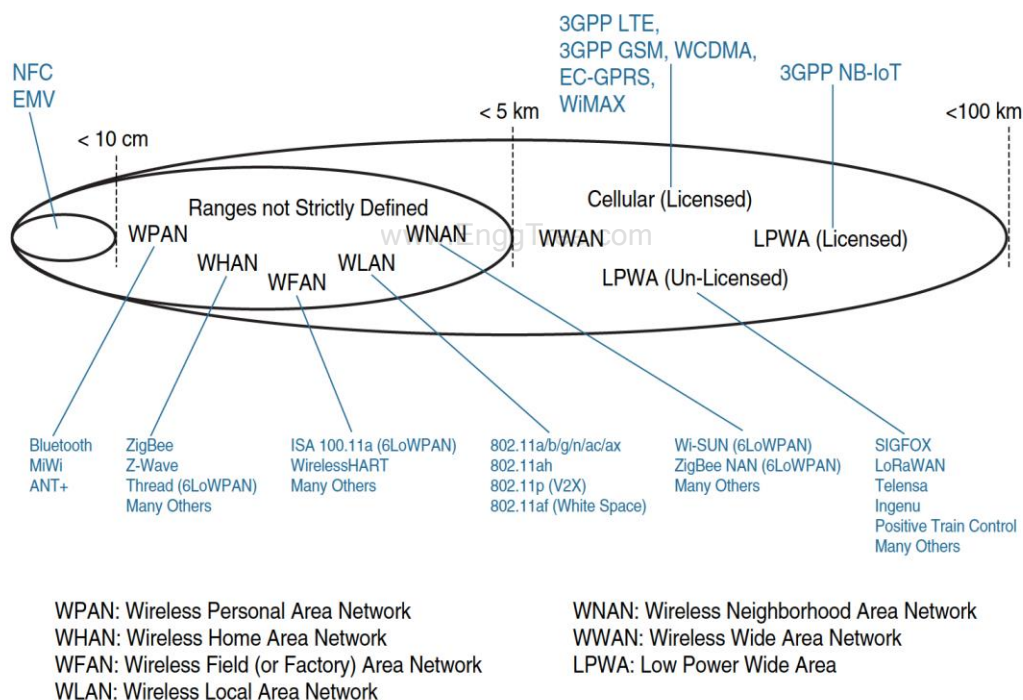 3GPP LTE,
3GPP GSM, WCDMA,
EC-GPRS,
WiMAX
3GPP NB-IoT
NFC
EMV
< 10 cm
< 5 km
<100 km
Ranges not Strictly Defined
Cellular (Licensed)
WPAN
WNAN
WWAN
LPWA (Licensed)
WHAN
WLAN
WFAN
LPWA (Un-Licensed)
Bluetooth
MiWi
ANT+
ZigBee
Z-Wave
Thread (6LoWPAN)
Many Others
ISA 100.11a (6LoWPAN)
WirelessHART
Many Others
802.11a/b/g/n/ac/ax
802.11ah
802.11p (V2X)
802.11af (White Space)
Wi-SUN (6LoWPAN)
ZigBee NAN (6LoWPAN)
Many Others
SIGFOX
LoRaWAN
Telensa
Ingenu
Positive Train Control
Many Others
WPAN: Wireless Personal Area Network
WHAN: Wireless Home Area Network
WFAN: Wireless Field (or Factory) Area Network
WLAN: Wireless Local Area Network
WNAN: Wireless Neighborhood Area Network
WWAN: Wireless Wide Area Network
LPWA: Low Power Wide Area